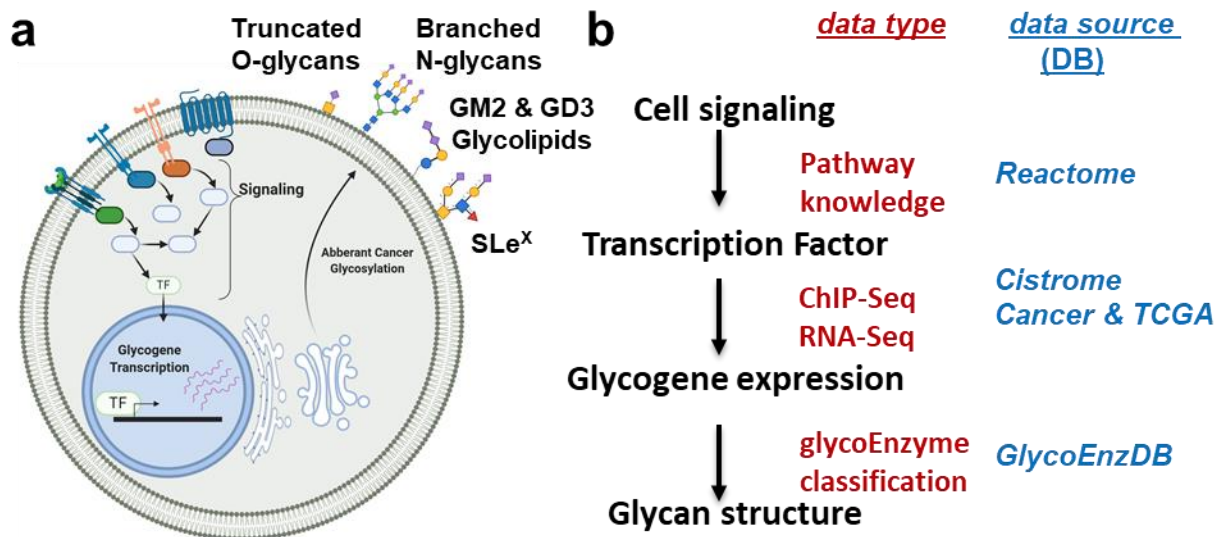 a
Truncated
O-glycans
Branched
N-glycans
GM2 & GD3
Glycolipids
SLeX
Signaling
Abberant Cancer
Glycosylation
TF
Glycogene
Transcription
TF
b
data type
data source
(DB)
Cell signaling
Pathway
knowledge
Reactome
Transcription Factor
ChIP-Seq
RNA-Seq
Cistrome
Cancer & TCGA
Glycogene expression
glycoEnzyme
classification
GlycoEnzDB
Glycan structure